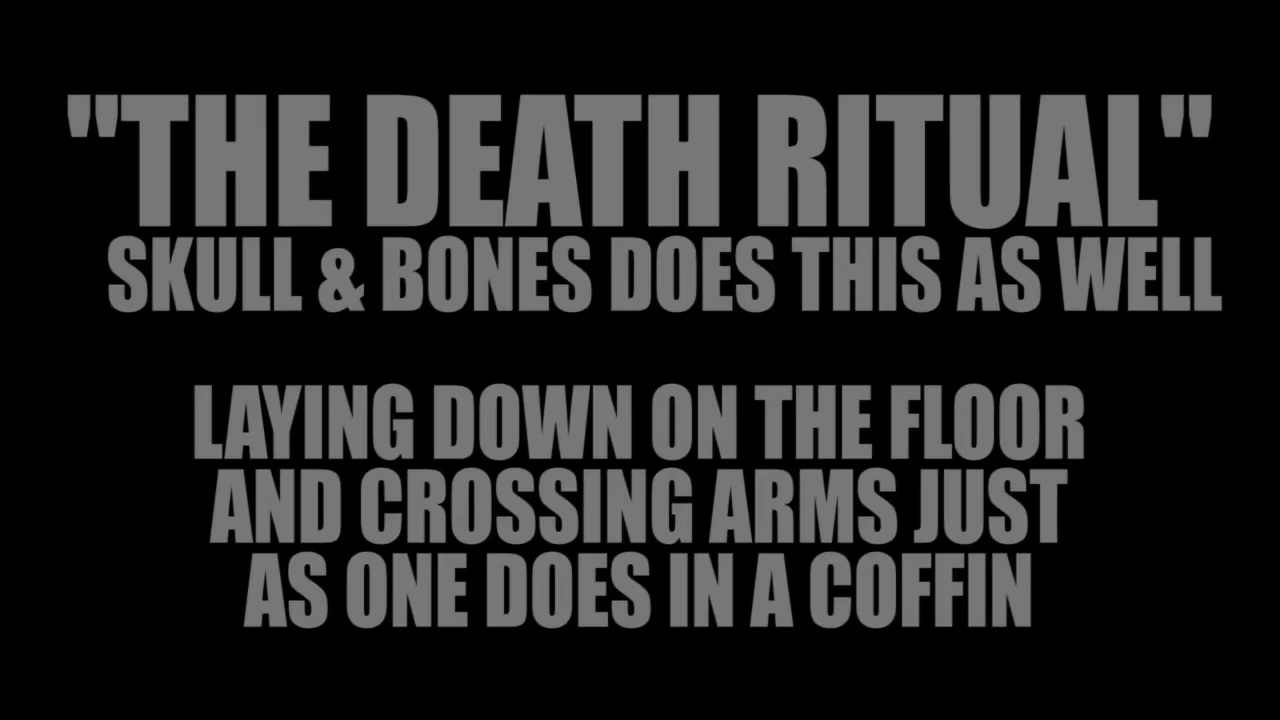 "THE DEATH RITUAL"
SKULL & BONES DOES THIS AS WELL
LAYING DOWN ON THE FLOOR
AND CROSSING ARMS JUST
AS ONE DOES IN A COFFIN